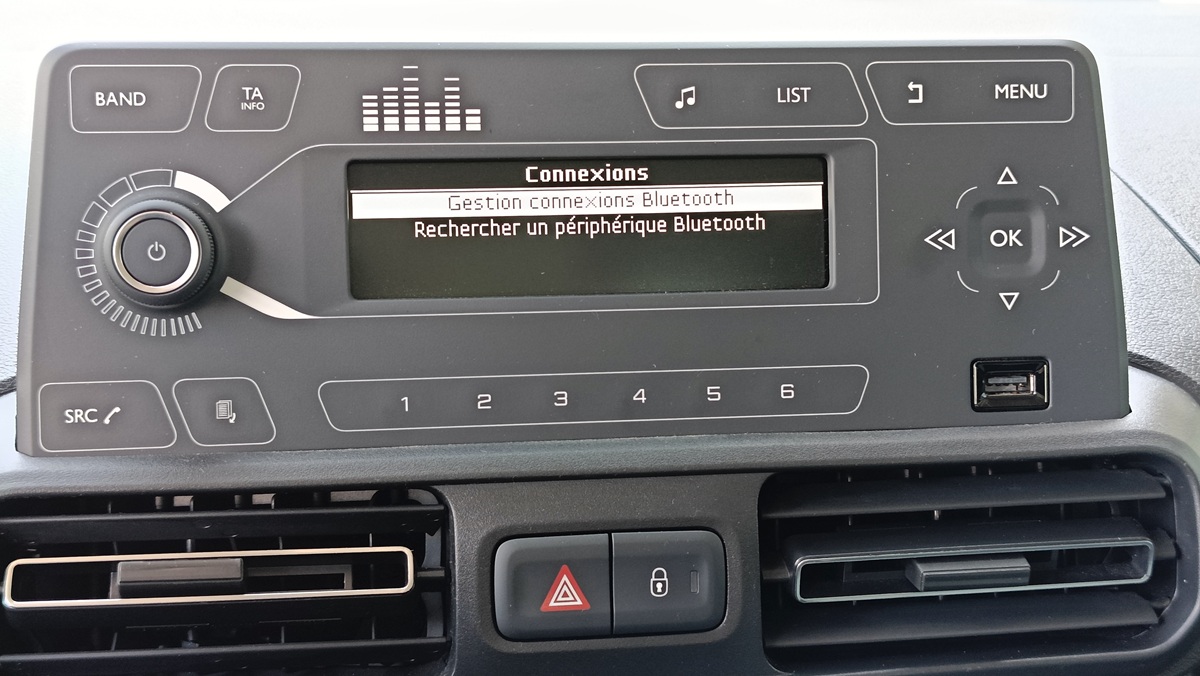 BAND
TA
INFO
LIST
MENU
Connexions
Gestion connexions Bluetooth
Rechercher un périphérique Bluetooth
OK
SRC
1 2 3 4 5 6